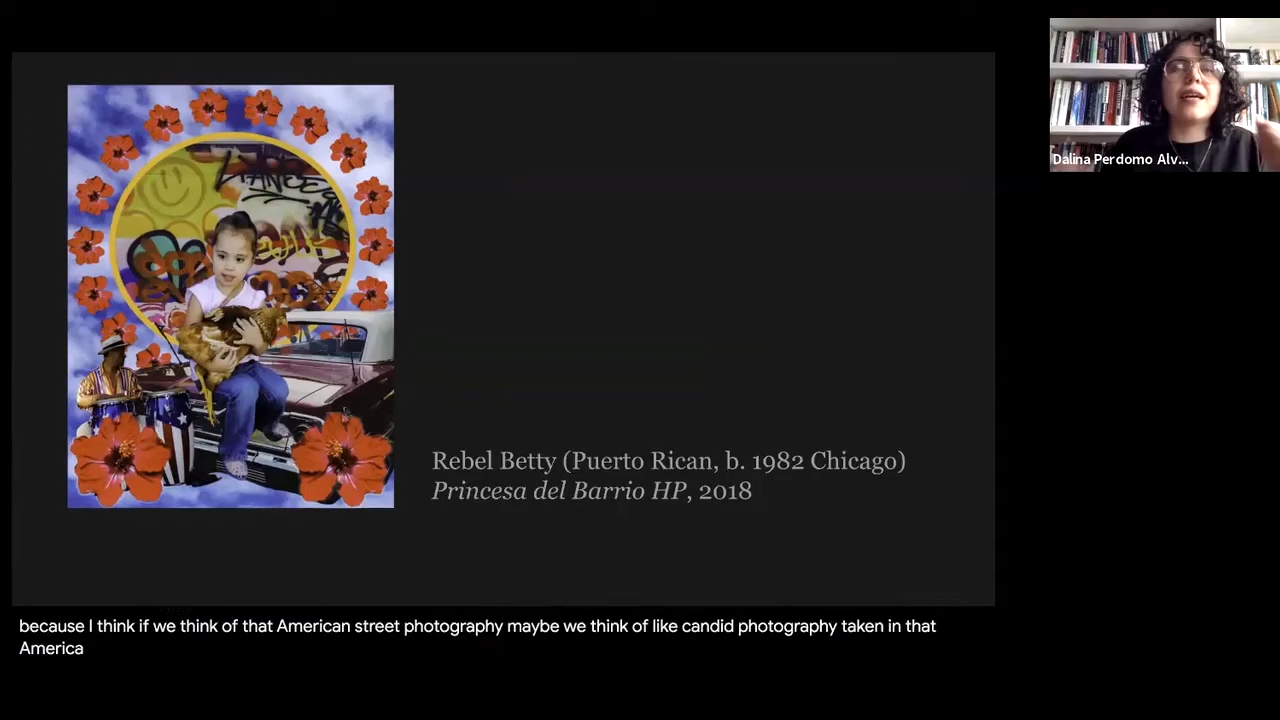 Dalina Perdomo Alv...
Rebel Betty (Puerto Rican, b. 1982 Chicago)
Princesa del Barrio HP, 2018
because I think if we think of that American street photography maybe we think of like candid photography taken in that
America